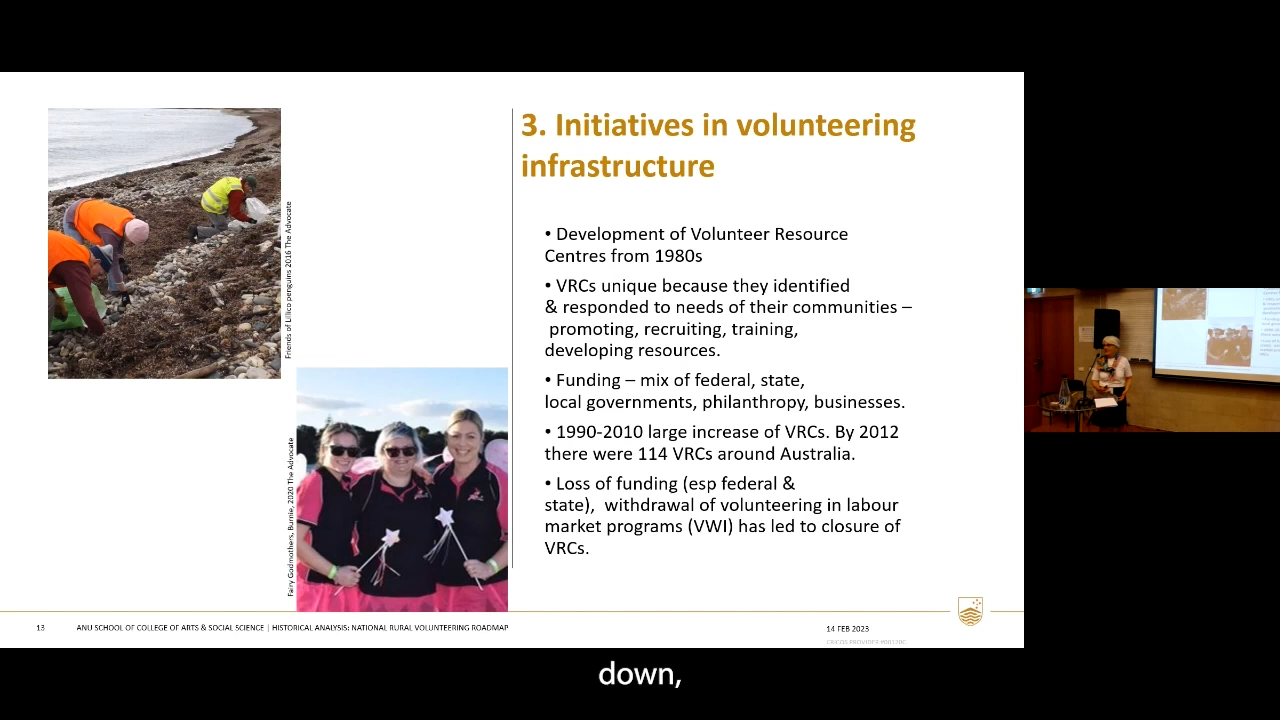 3. Initiatives in volunteering
infrastructure
• Development of Volunteer Resource
Centres from 1980s
• VRCs unique because they identified
& responded to needs of their communities –
promoting, recruiting, training,
developing resources.
• Funding – mix of federal, state,
local governments, philanthropy, businesses.
• 1990-2010 large increase of VRCs. By 2012
there were 114 VRCs around Australia.
• Loss of funding (esp federal &
state), withdrawal of volunteering in labour
market programs (VWI) has led to closure of
VRCs.
Friends of Lillico penguins 2016 The Advocate
Fairy Godmothers, Burnie, 2020 The Advocate
13 ANU SCHOOL OF COLLEGE OF ARTS & SOCIAL SCIENCE | HISTORICAL ANALYSIS: NATIONAL RURAL VOLUNTEERING ROADMAP
14 FEB 2023
CRICOS PROVIDER #00120C
down,